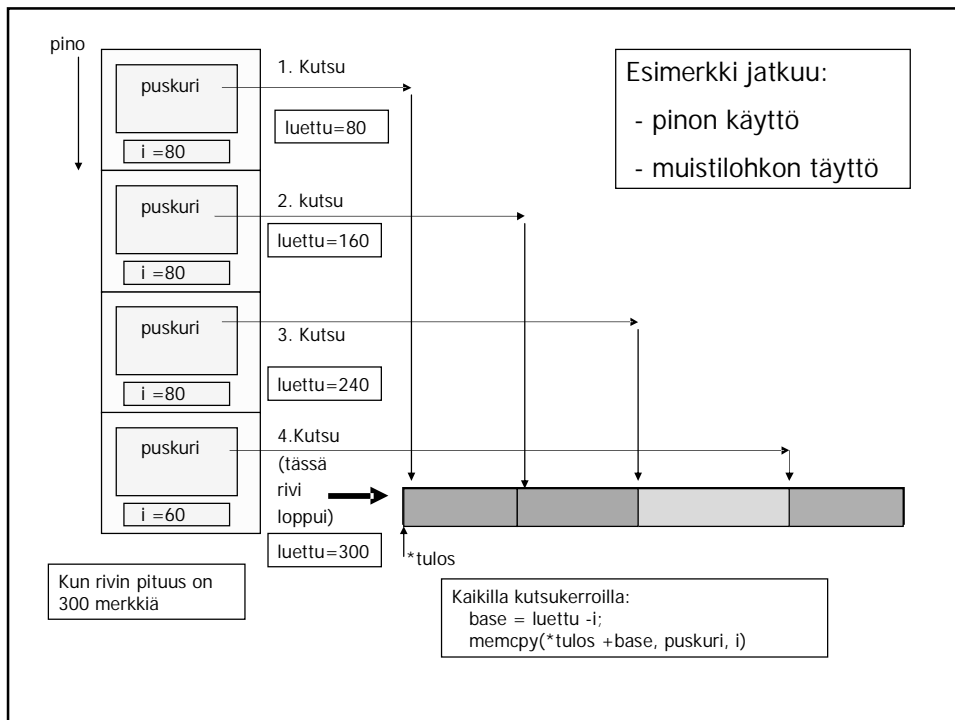 pino
puskuri
i =80
1. Kutsu
luettu=80
Esimerkki jatkuu:
- pinon käyttö
- muistilohkon täyttö
puskuri
i =80
2. kutsu
luettu=160
puskuri
i =80
3. Kutsu
luettu=240
puskuri
i=60
4.Kutsu
(tässä
rivi
loppui)
luettu=300
*tulos
Kun rivin pituus on
300 merkkiä
Kaikilla kutsukerroilla:
base = luettu -i;
memcpy(*tulos +base, puskuri, i)